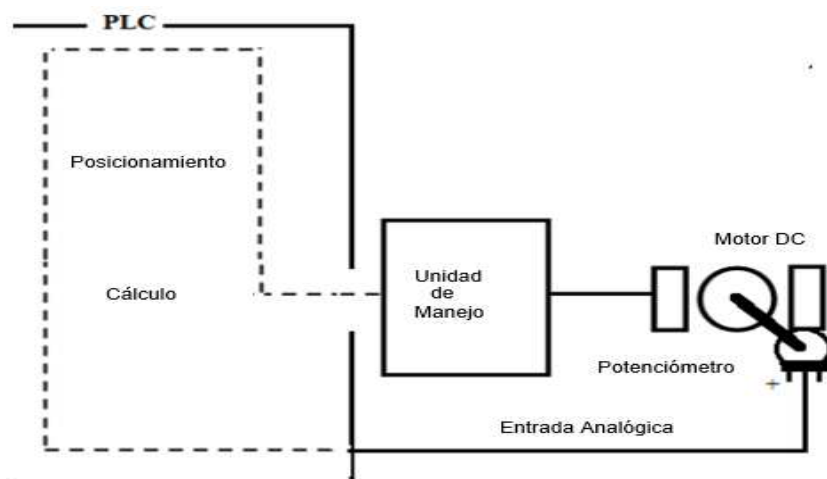 PLC
Posicionamiento
Cálculo
Unidad
de
Manejo
Motor DC
Potenciómetro
+
Entrada Analógica